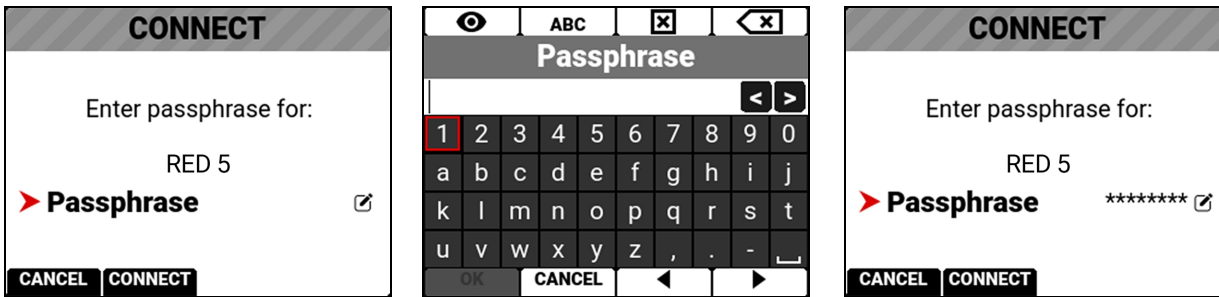 CONNECT
Enter passphrase for:
RED 5
Passphrase
CANCEL CONNECT
ABC
Passphrase
< >
1 2 3 4 5 6 7 8 9 0
a b c d e f g h i j
k l m n o p q r s t
u v w x y z , . -
OK CANCEL
CONNECT
Enter passphrase for:
RED 5
Passphrase ********
CANCEL CONNECT